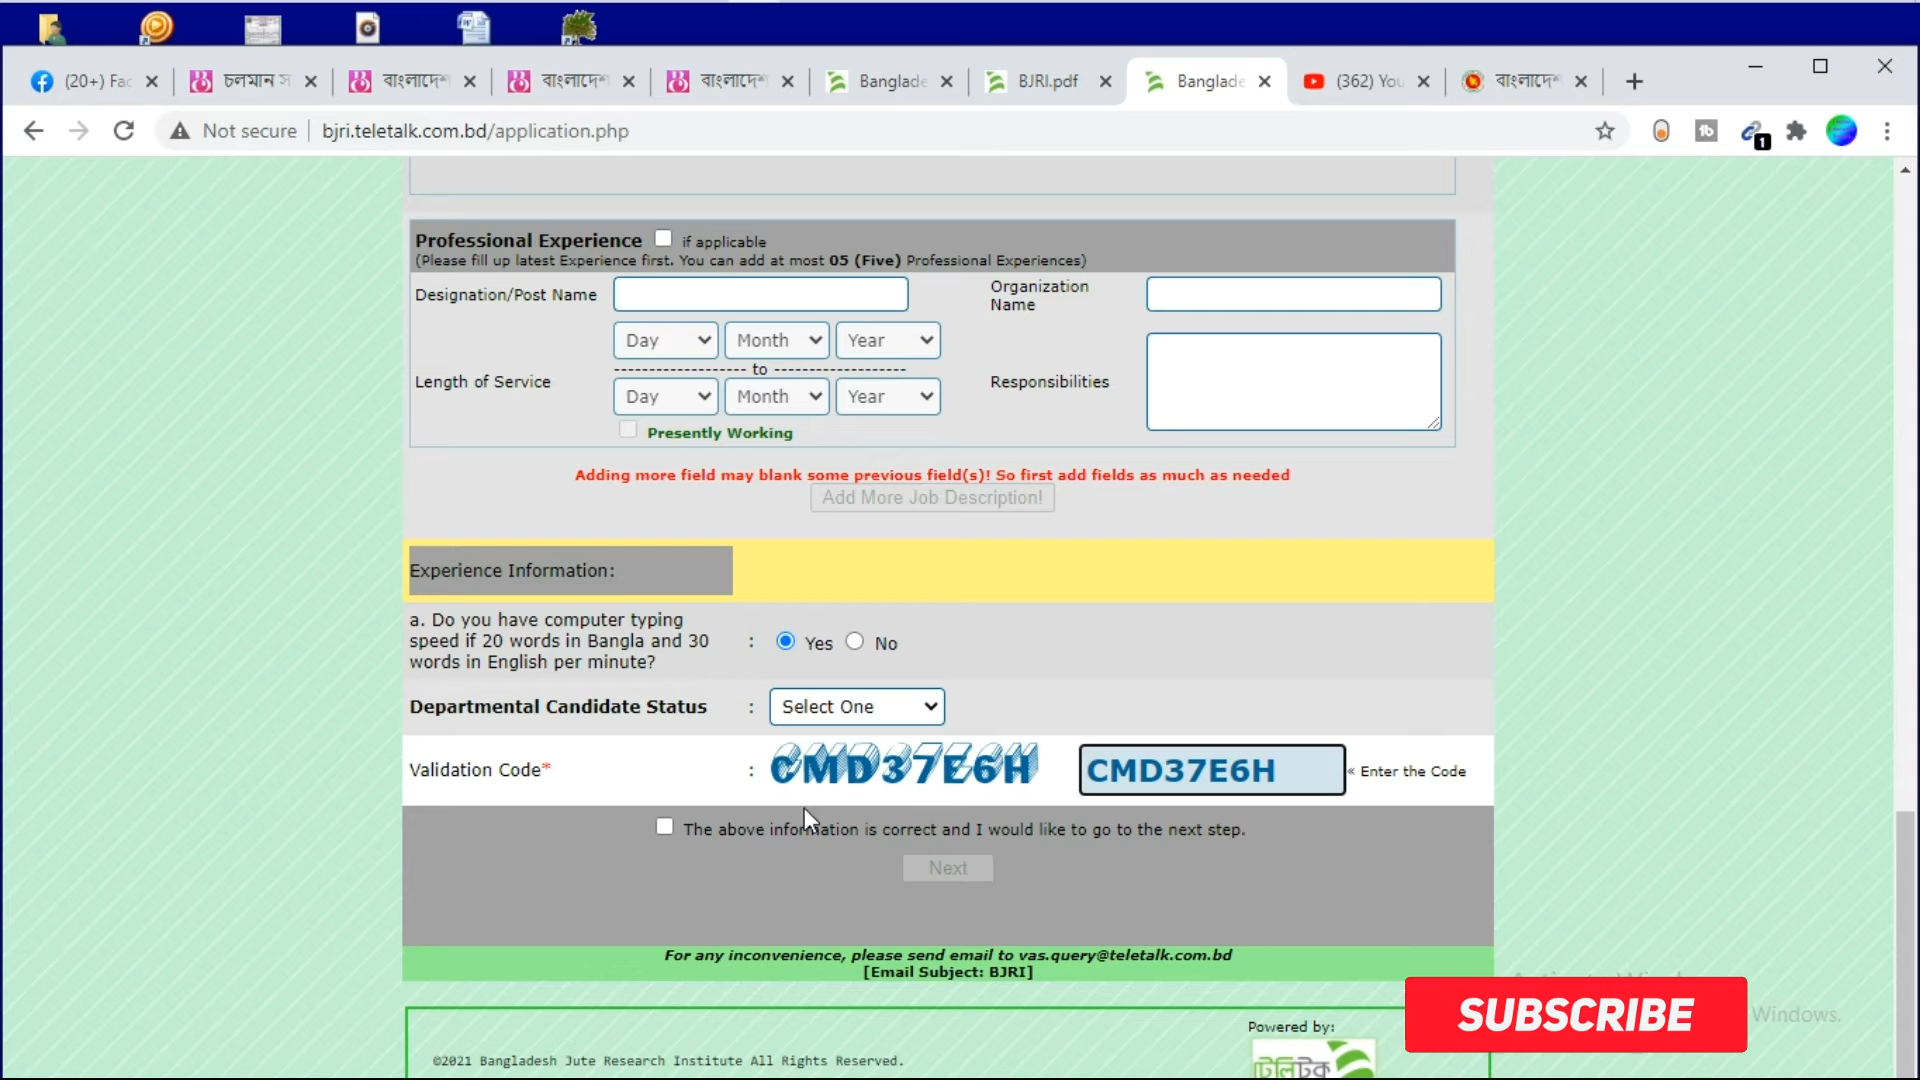 (20+) Fac
চলমান স
বাংলাদেশ
বাংলাদেশ
বাংলাদেশ
Banglade
BJRI.pdf
Banglade
(362) You
বাংলাদেশ
Not secure
bjri.teletalk.com.bd/application.php
1
Professional Experience if applicable
(Please fill up latest Experience first. You can add at most 05 (Five) Professional Experiences)
Designation/Post Name
Organization
Name
Day Month Year
-------------------- to --------------------
Length of Service
Responsibilities
Day Month Year
Presently Working
Adding more field may blank some previous field(s)! So first add fields as much as needed
Add More Job Description!
Experience Information:
a. Do you have computer typing
speed if 20 words in Bangla and 30
words in English per minute?
: Yes No
Departmental Candidate Status : Select One
Validation Code* : CMD37E6H CMD37E6H « Enter the Code
The above information is correct and I would like to go to the next step.
Next
For any inconvenience, please send email to vas.query@teletalk.com.bd
[Email Subject: BJRI]
SUBSCRIBE
Windows.
Powered by:
©2021 Bangladesh Jute Research Institute All Rights Reserved.
টেলিটক